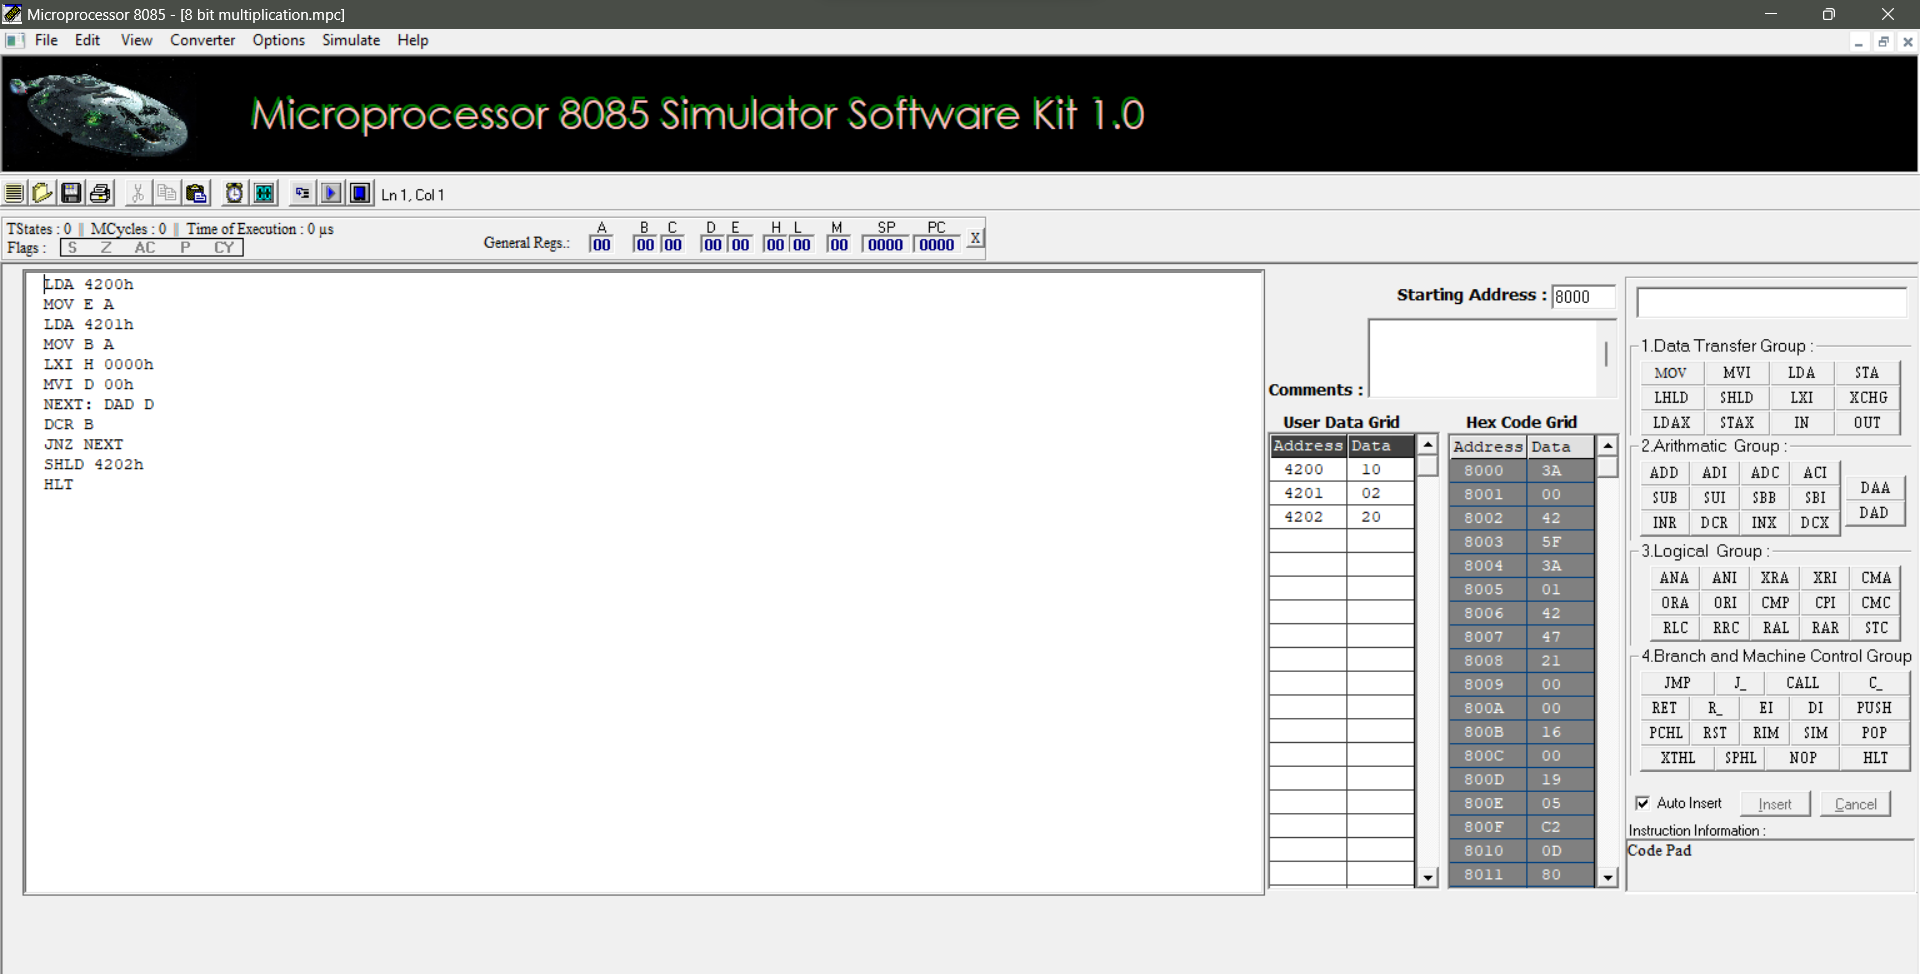 Microprocessor 8085 - [8 bit multiplication.mpc]
File Edit View Converter Options Simulate Help
Microprocessor 8085 Simulator Software Kit 1.0
Ln 1, Col 1
TStates : 0 || MCycles : 0 || Time of Execution : 0 µs
Flags : S Z AC P CY
General Regs.:
A B C D E H L M SP PC
00 00 00 00 00 00 00 00 0000 0000 X
LDA 4200h
MOV E A
LDA 4201h
MOV B A
LXI H 0000h
MVI D 00h
NEXT: DAD D
DCR B
JNZ NEXT
SHLD 4202h
HLT
Starting Address : 8000
Comments :
User Data Grid
Address Data
4200 10
4201 02
4202 20
Hex Code Grid
Address Data
8000 3A
8001 00
8002 42
8003 5F
8004 3A
8005 01
8006 42
8007 47
8008 21
8009 00
800A 00
800B 16
800C 00
800D 19
800E 05
800F C2
8010 0D
8011 80
1.Data Transfer Group :
MOV MVI LDA STA
LHLD SHLD LXI XCHG
LDAX STAX IN OUT
2.Arithmatic Group :
ADD ADI ADC ACI
SUB SUI SBB SBI
INR DCR INX DCX
DAA
DAD
3.Logical Group :
ANA ANI XRA XRI CMA
ORA ORI CMP CPI CMC
RLC RRC RAL RAR STC
4.Branch and Machine Control Group
JMP J_ CALL C_
RET R_ EI DI PUSH
PCHL RST RIM SIM POP
XTHL SPHL NOP HLT
Auto Insert Insert Cancel
Instruction Information :
Code Pad